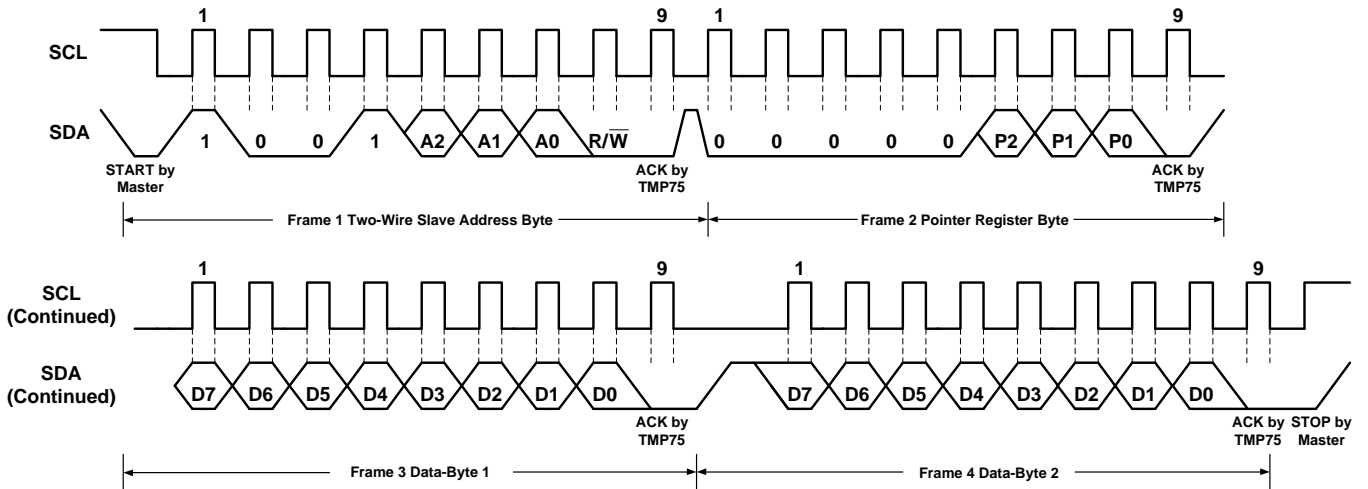 1 9 1 9
SCL
SDA
1 0 0 1 A2 A1 A0 R/W̅ 0 0 0 0 0 P2 P1 P0
START by
Master
ACK by
TMP75
ACK by
TMP75
Frame 1 Two-Wire Slave Address Byte
Frame 2 Pointer Register Byte
1 9 1 9
SCL
(Continued)
SDA
(Continued)
D7 D6 D5 D4 D3 D2 D1 D0 D7 D6 D5 D4 D3 D2 D1 D0
ACK by
TMP75
ACK by
TMP75
STOP by
Master
Frame 3 Data-Byte 1
Frame 4 Data-Byte 2